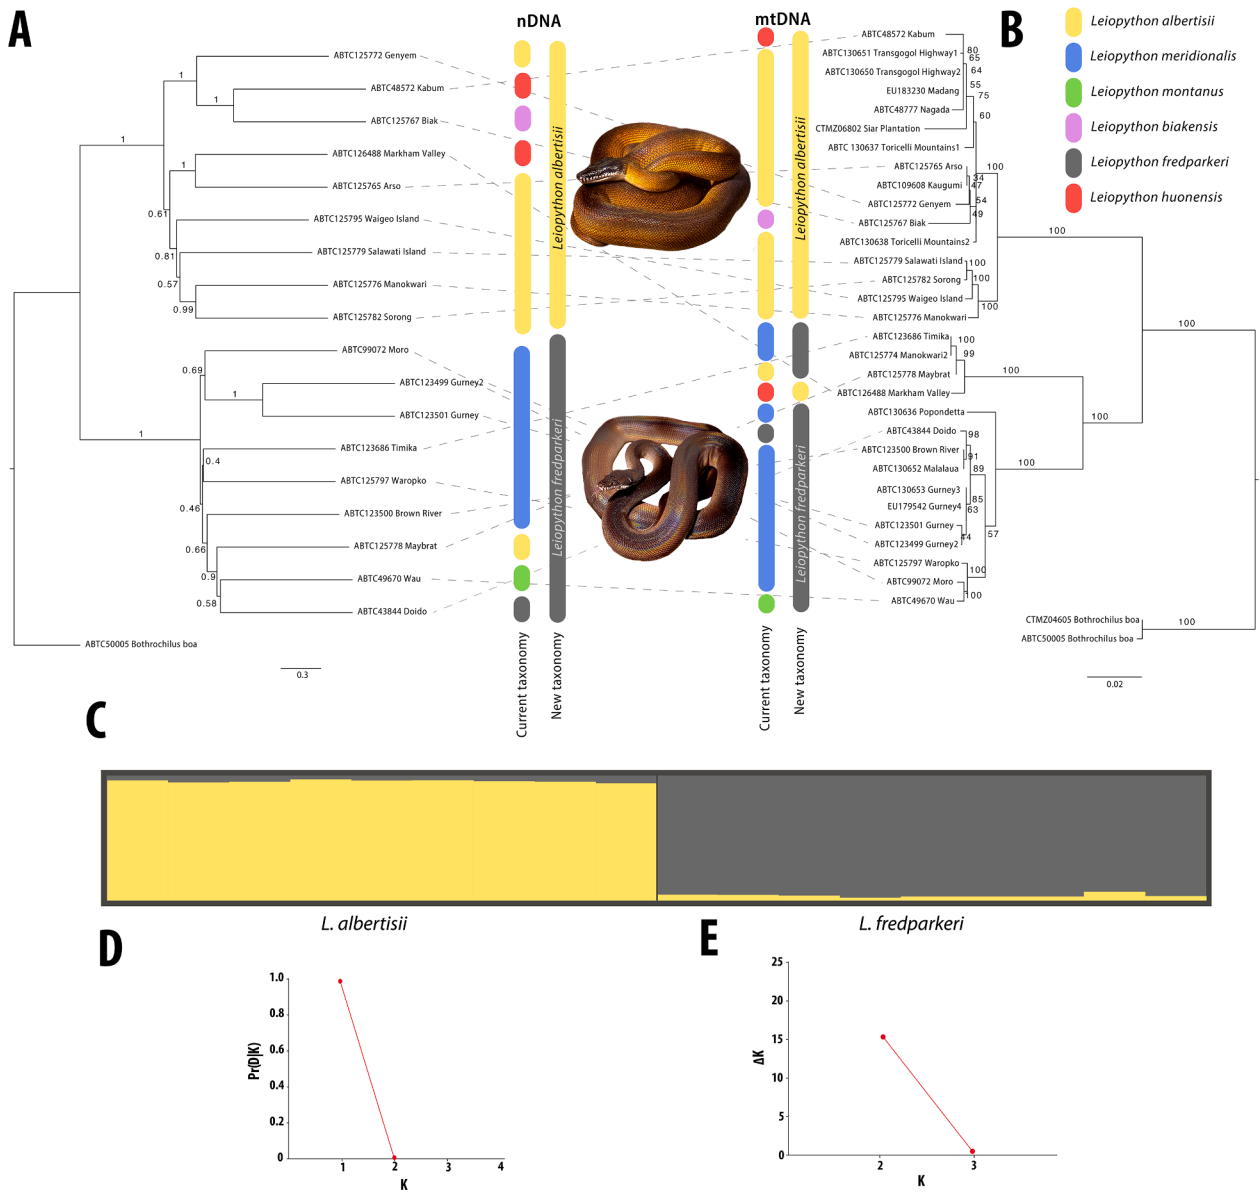 A
nDNA
mtDNA
B
ABTC125772 Genyem
ABTC48572 Kabum
ABTC125767 Biak
ABTC126488 Markham Valley
ABTC125765 Arso
ABTC125795 Waigeo Island
ABTC125779 Salawati Island
ABTC125776 Manokwari
ABTC125782 Sorong
ABTC99072 Moro
ABTC123499 Gurney2
ABTC123501 Gurney
ABTC123686 Timika
ABTC125797 Waropko
ABTC123500 Brown River
ABTC125778 Maybrat
ABTC49670 Wau
ABTC43844 Doido
ABTC50005 Bothrochilus boa
1
1
1
1
0.61
0.81
0.57
0.99
0.69
1
1
0.4
0.46
0.66
0.9
0.58
0.3
Leiopython albertisii
Leiopython fredparkeri
Current taxonomy
New taxonomy
Leiopython albertisii
Leiopython fredparkeri
Current taxonomy
New taxonomy
ABTC48572 Kabum
ABTC130651 Transgogol Highway1
ABTC130650 Transgogol Highway2
EU183230 Madang
ABTC48777 Nagada
CTMZ06802 Siar Plantation
ABTC 130637 Toricelli Mountains1
ABTC125765 Arso
ABTC109608 Kaugumi
ABTC125772 Genyem
ABTC125767 Biak
ABTC130638 Toricelli Mountains2
ABTC125779 Salawati Island
ABTC125782 Sorong
ABTC125795 Waigeo Island
ABTC125776 Manokwari
ABTC123686 Timika
ABTC125774 Manokwari2
ABTC125778 Maybrat
ABTC126488 Markham Valley
ABTC130636 Popondetta
ABTC43844 Doido
ABTC123500 Brown River
ABTC130652 Malalaua
ABTC130653 Gurney3
EU179542 Gurney4
ABTC123501 Gurney
ABTC123499 Gurney2
ABTC125797 Waropko
ABTC99072 Moro
ABTC49670 Wau
CTMZ04605 Bothrochilus boa
ABTC50005 Bothrochilus boa
80
65
64
55
75
60
100
34
47
54
49
100
100
100
100
100
100
99
100
100
100
98
91
89
85
63
44
57
100
100
100
0.02
Leiopython albertisii
Leiopython meridionalis
Leiopython montanus
Leiopython biakensis
Leiopython fredparkeri
Leiopython huonensis
C
L. albertisii
L. fredparkeri
D
1.0
0.8
0.6
0.4
0.2
0
Pr(D|K)
1
2
3
4
K
E
25
20
15
10
5
0
ΔK
2
3
K